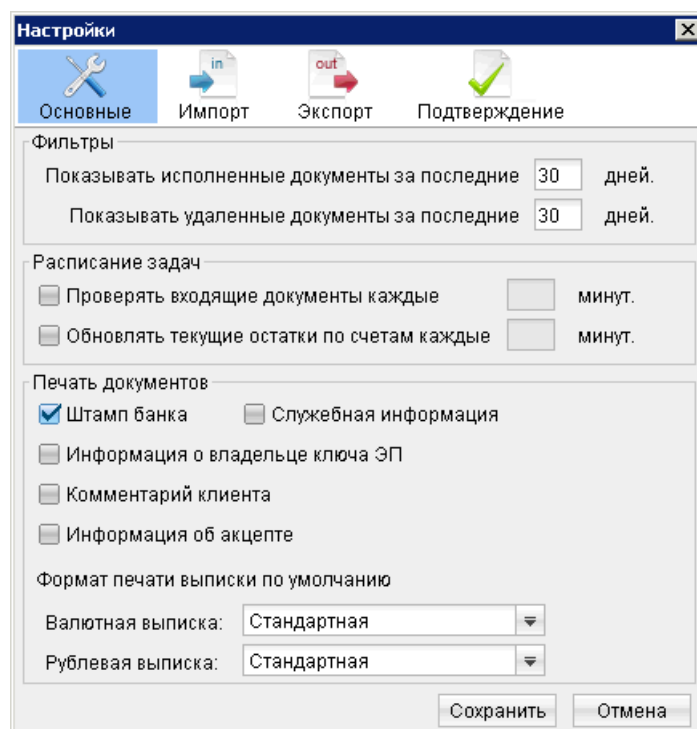 Настройки
in
out
Основные Импорт Экспорт Подтверждение
Фильтры
Показывать исполненные документы за последние 30 дней.
Показывать удаленные документы за последние 30 дней.
Расписание задач
Проверять входящие документы каждые минут.
Обновлять текущие остатки по счетам каждые минут.
Печать документов
Штамп банка Служебная информация
Информация о владельце ключа ЭП
Комментарий клиента
Информация об акцепте
Формат печати выписки по умолчанию
Валютная выписка: Стандартная
Рублевая выписка: Стандартная
Сохранить Отмена